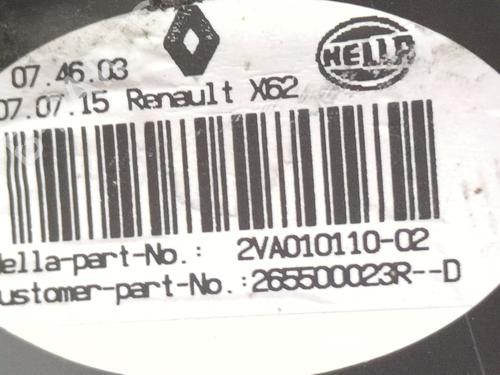 HELLA
07.46.03
07.07.15 Renault X62
Hella-part-No.: 2VA010110-02
Customer-part-No.:265500023R--D